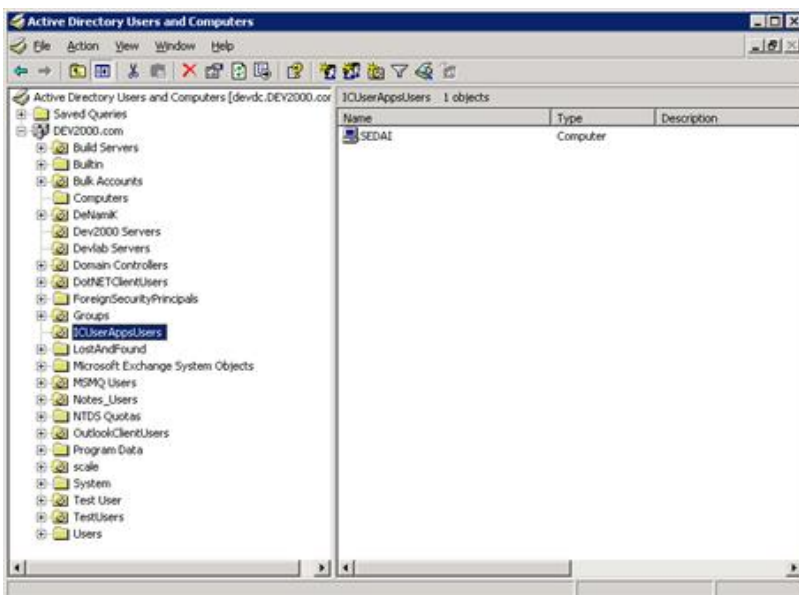 Active Directory Users and Computers
File Action View Window Help
Active Directory Users and Computers [devdc.DEV2000.cor
ICUserAppsUsers 1 objects
Saved Queries
DEV2000.com
Build Servers
Builtin
Bulk Accounts
Computers
DeNamiK
Dev2000 Servers
Devlab Servers
Domain Controllers
DotNETClientUsers
ForeignSecurityPrincipals
Groups
ICUserAppsUsers
LostAndFound
Microsoft Exchange System Objects
MSMQ Users
Notes_Users
NTDS Quotas
OutlookClientUsers
Program Data
scale
System
Test User
TestUsers
Users
Name Type Description
SEDAI Computer